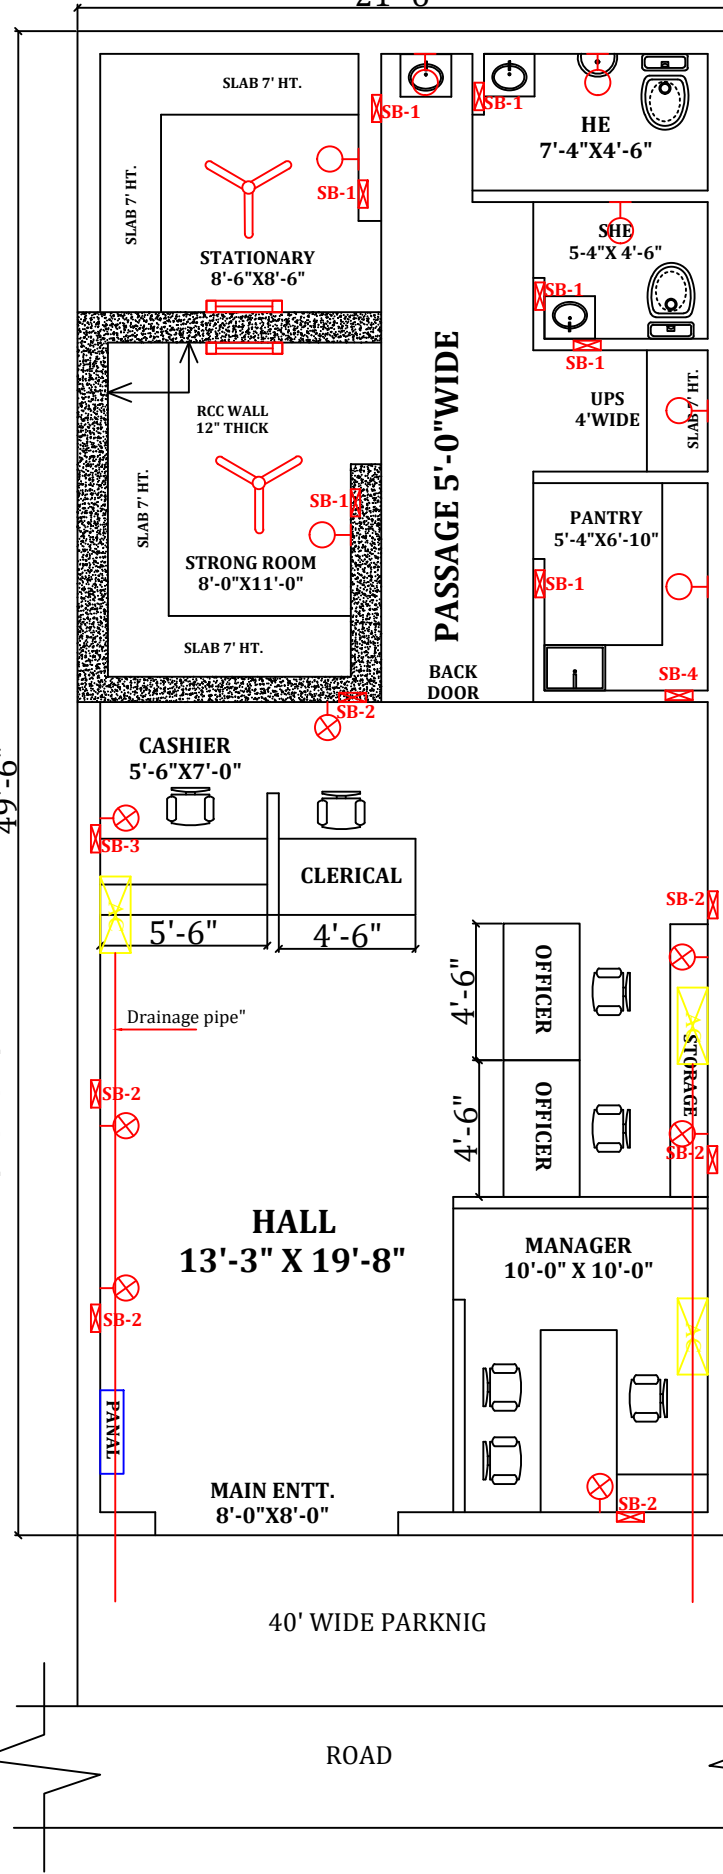 SLAB 7' HT.
SB-1
SB-1
HE
7'-4"X4'-6"
SLAB 7' HT.
SB-1
STATIONARY
8'-6"X8'-6"
SHE
5-4"X 4'-6"
SB-1
SB-1
PASSAGE 5'-0"WIDE
RCC WALL
12" THICK
UPS
4'WIDE
SLAB 7' HT.
SLAB 7' HT.
SB-1
STRONG ROOM
8'-0"X11'-0"
PANTRY
5'-4"X6'-10"
SB-1
SLAB 7' HT.
BACK
DOOR
SB-4
SB-2
CASHIER
5'-6"X7'-0"
49'-6"
SB-3
CLERICAL
SB-2
5'-6"
4'-6"
4'-6"
OFFICER
Drainage pipe"
STORAGE
SB-2
4'-6"
OFFICER
SB-2
HALL
13'-3" X 19'-8"
MANAGER
10'-0" X 10'-0"
SB-2
PANAL
MAIN ENTT.
8'-0"X8'-0"
SB-2
40' WIDE PARKNIG
ROAD